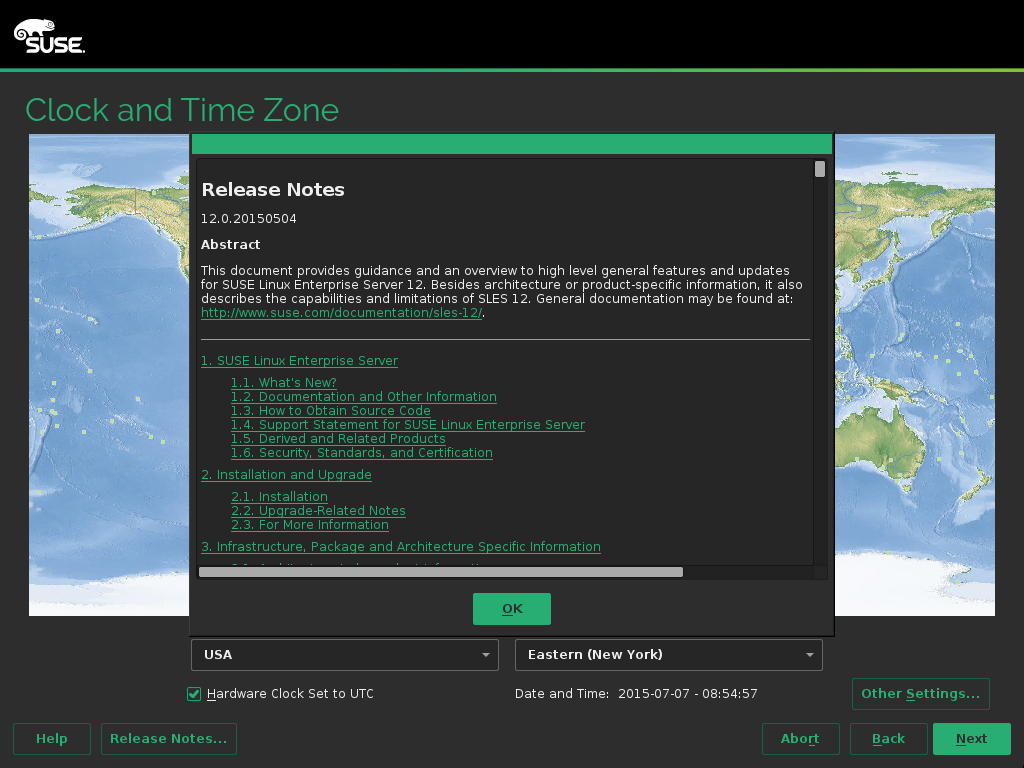 SUSE.
Clock and Time Zone
Release Notes
12.0.20150504
Abstract
This document provides guidance and an overview to high level general features and updates
for SUSE Linux Enterprise Server 12. Besides architecture or product-specific information, it also
describes the capabilities and limitations of SLES 12. General documentation may be found at:
http://www.suse.com/documentation/sles-12/.
1. SUSE Linux Enterprise Server
1.1. What's New?
1.2. Documentation and Other Information
1.3. How to Obtain Source Code
1.4. Support Statement for SUSE Linux Enterprise Server
1.5. Derived and Related Products
1.6. Security, Standards, and Certification
2. Installation and Upgrade
2.1. Installation
2.2. Upgrade-Related Notes
2.3. For More Information
3. Infrastructure, Package and Architecture Specific Information
OK
USA
Eastern (New York)
Hardware Clock Set to UTC
Date and Time: 2015-07-07 - 08:54:57
Other Settings...
Help
Release Notes...
Abort
Back
Next